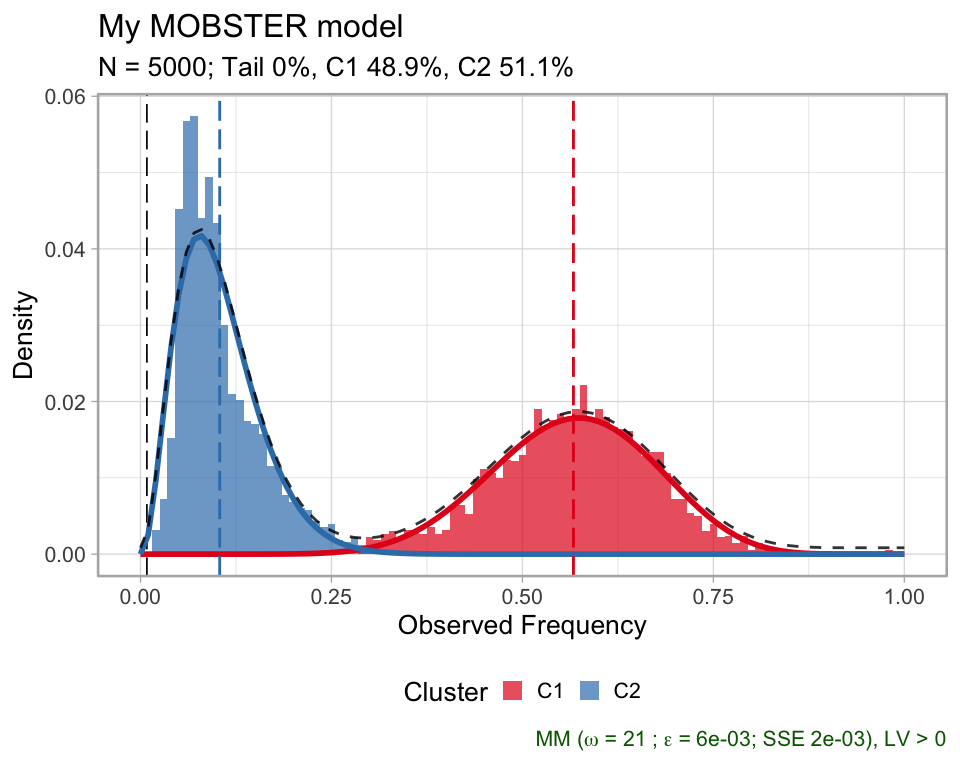 My MOBSTER model
N = 5000; Tail 0%, C1 48.9%, C2 51.1%
0.06
0.04
0.02
0.00
Density
0.00 0.25 0.50 0.75 1.00
Observed Frequency
Cluster C1 C2
MM (ω = 21 ; ε = 6e-03; SSE 2e-03), LV > 0